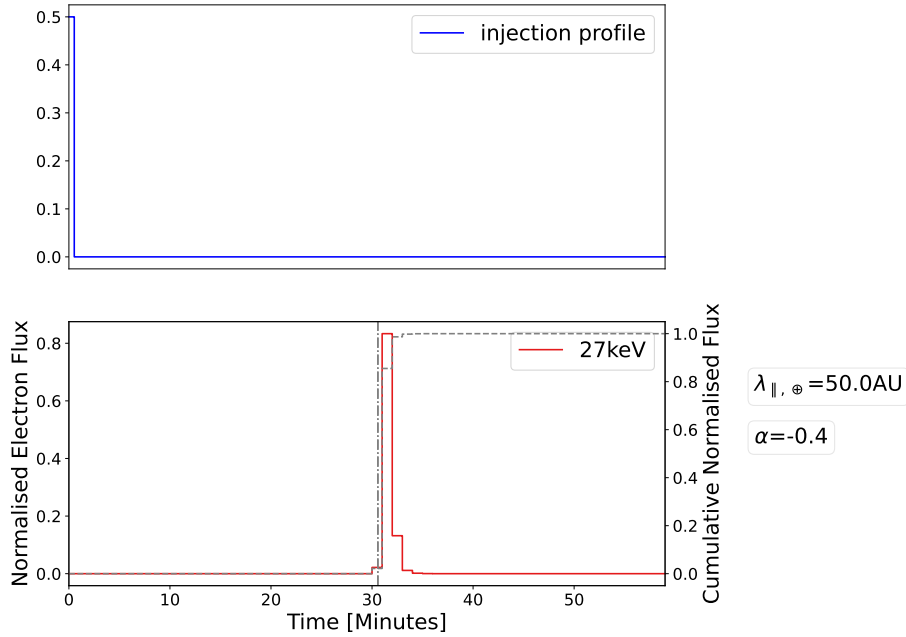 0.5
0.4
0.3
0.2
0.1
0.0
injection profile
Normalised Electron Flux
0.8
0.6
0.4
0.2
0.0
27keV
1.0
0.8
0.6
0.4
0.2
0.0
Cumulative Normalised Flux
0 10 20 30 40 50
Time [Minutes]
λ∥, ⊕=50.0AU
α=-0.4